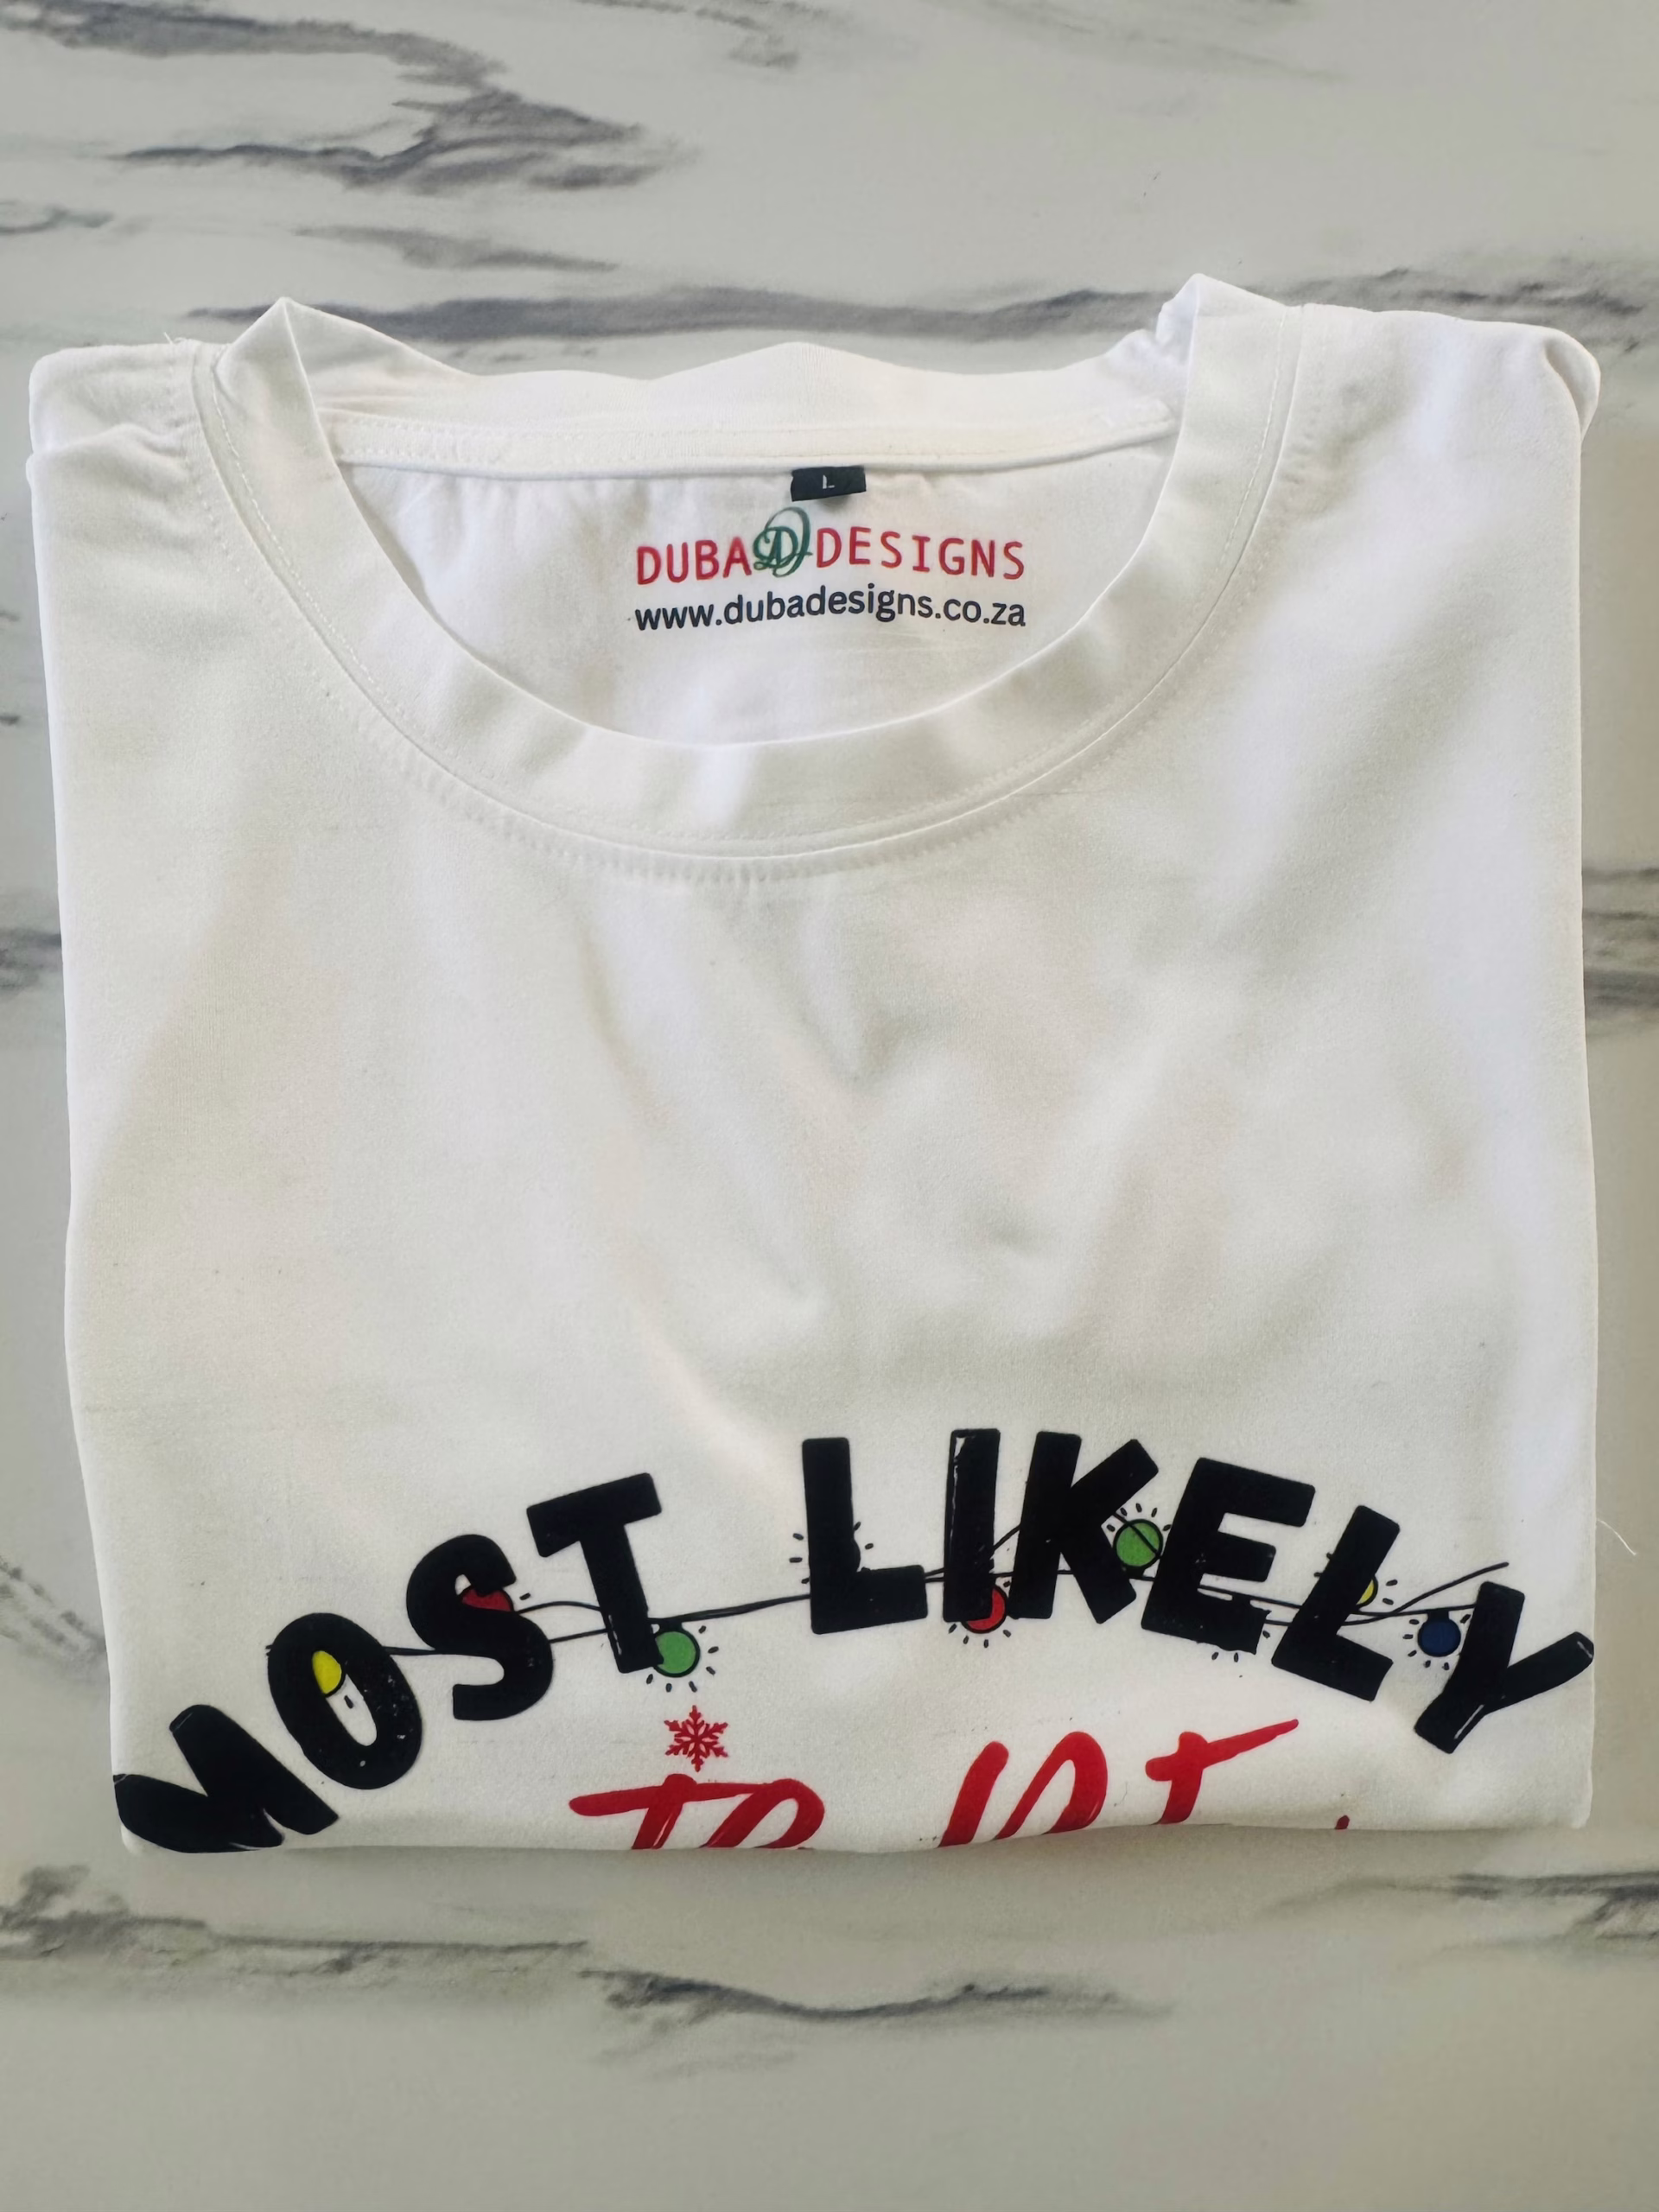 L
DUBA D DESIGNS
www.dubadesigns.co.za
MOST LIKELY